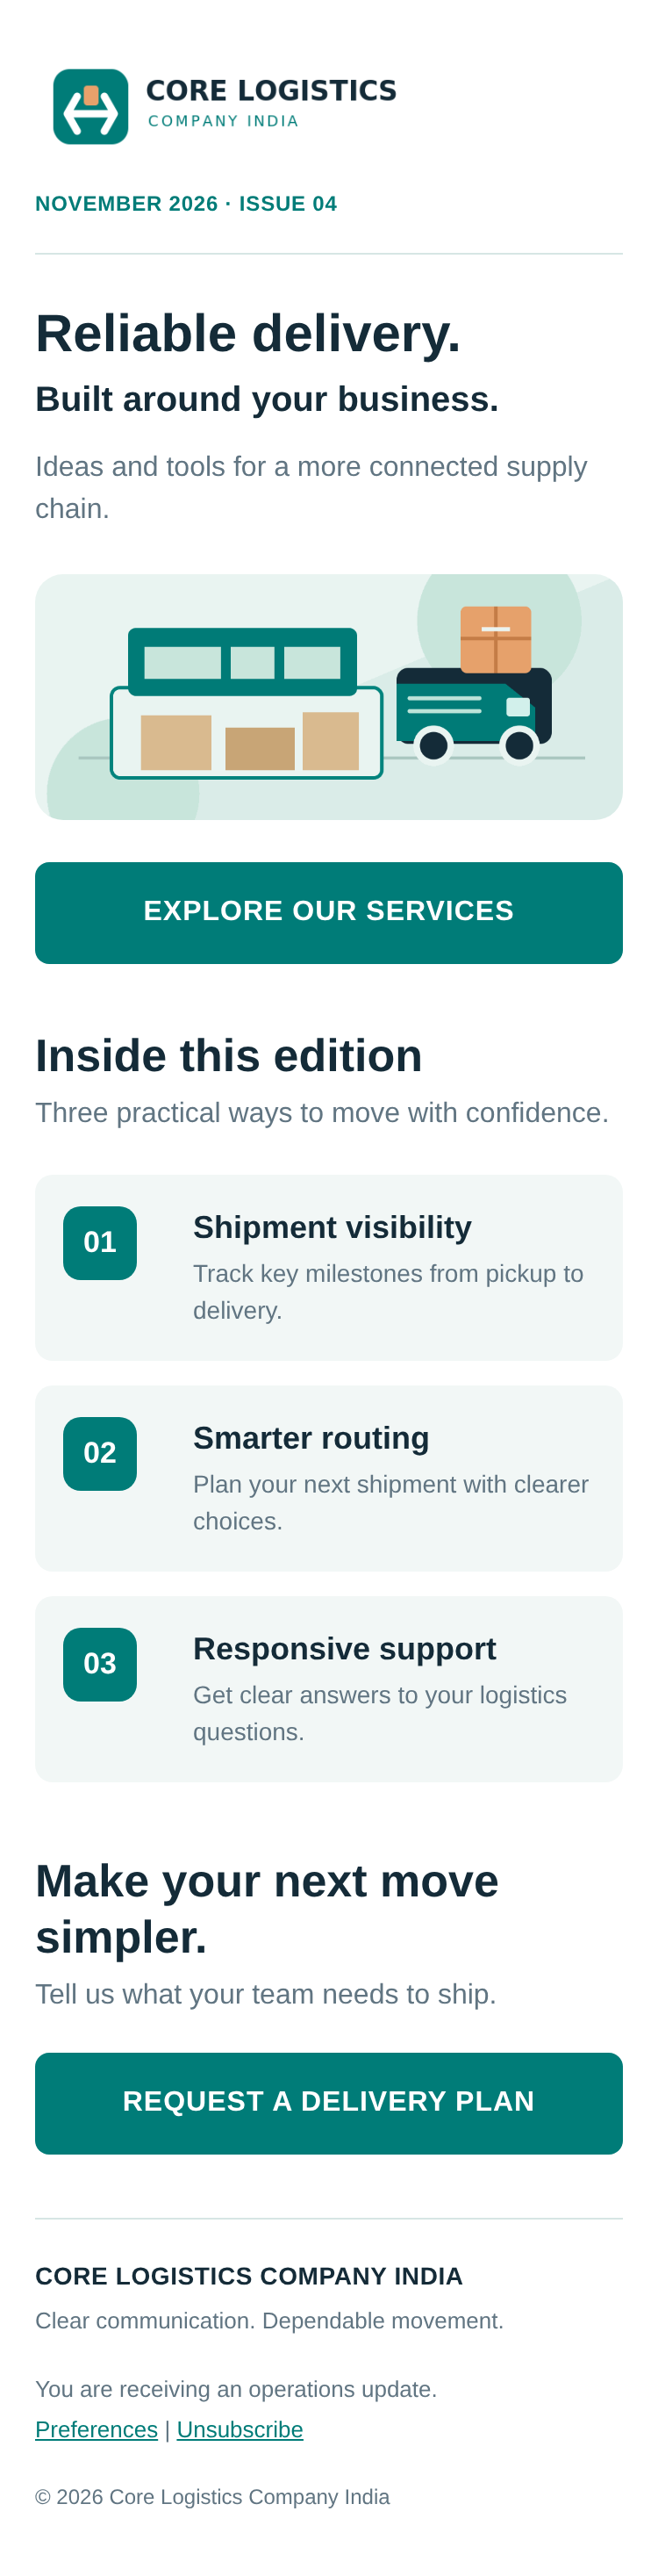 CORE LOGISTICS
COMPANY INDIA
NOVEMBER 2026 · ISSUE 04
Reliable delivery.
Built around your business.
Ideas and tools for a more connected supply
chain.
EXPLORE OUR SERVICES
Inside this edition
Three practical ways to move with confidence.
01
Shipment visibility
Track key milestones from pickup to
delivery.
02
Smarter routing
Plan your next shipment with clearer
choices.
03
Responsive support
Get clear answers to your logistics
questions.
Make your next move
simpler.
Tell us what your team needs to ship.
REQUEST A DELIVERY PLAN
CORE LOGISTICS COMPANY INDIA
Clear communication. Dependable movement.
You are receiving an operations update.
Preferences | Unsubscribe
© 2026 Core Logistics Company India